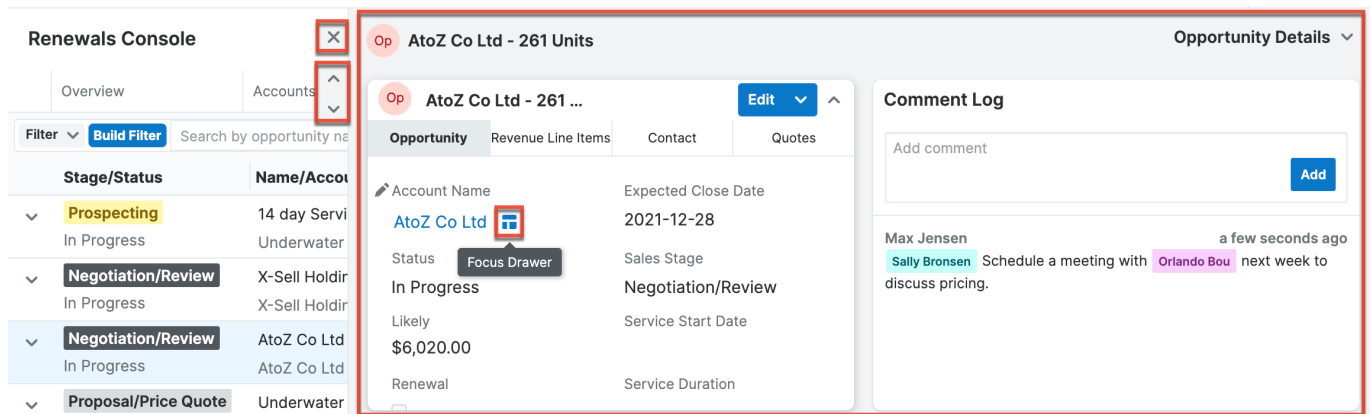 Renewals Console
Overview
Accounts
Filter
Build Filter
Search by opportunity na
Stage/Status
Name/Accou
Prospecting
14 day Servi
In Progress
Underwater
Negotiation/Review
X-Sell Holdin
In Progress
X-Sell Holdin
Negotiation/Review
AtoZ Co Ltd
In Progress
AtoZ Co Ltd
Proposal/Price Quote
Underwater
Op
AtoZ Co Ltd - 261 Units
Opportunity Details
Op
AtoZ Co Ltd - 261 ...
Edit
Opportunity
Revenue Line Items
Contact
Quotes
Account Name
Expected Close Date
AtoZ Co Ltd
2021-12-28
Focus Drawer
Status
Sales Stage
In Progress
Negotiation/Review
Likely
Service Start Date
$6,020.00
Renewal
Service Duration
Comment Log
Add comment
Add
Max Jensen
a few seconds ago
Sally Bronsen Schedule a meeting with Orlando Bou next week to
discuss pricing.